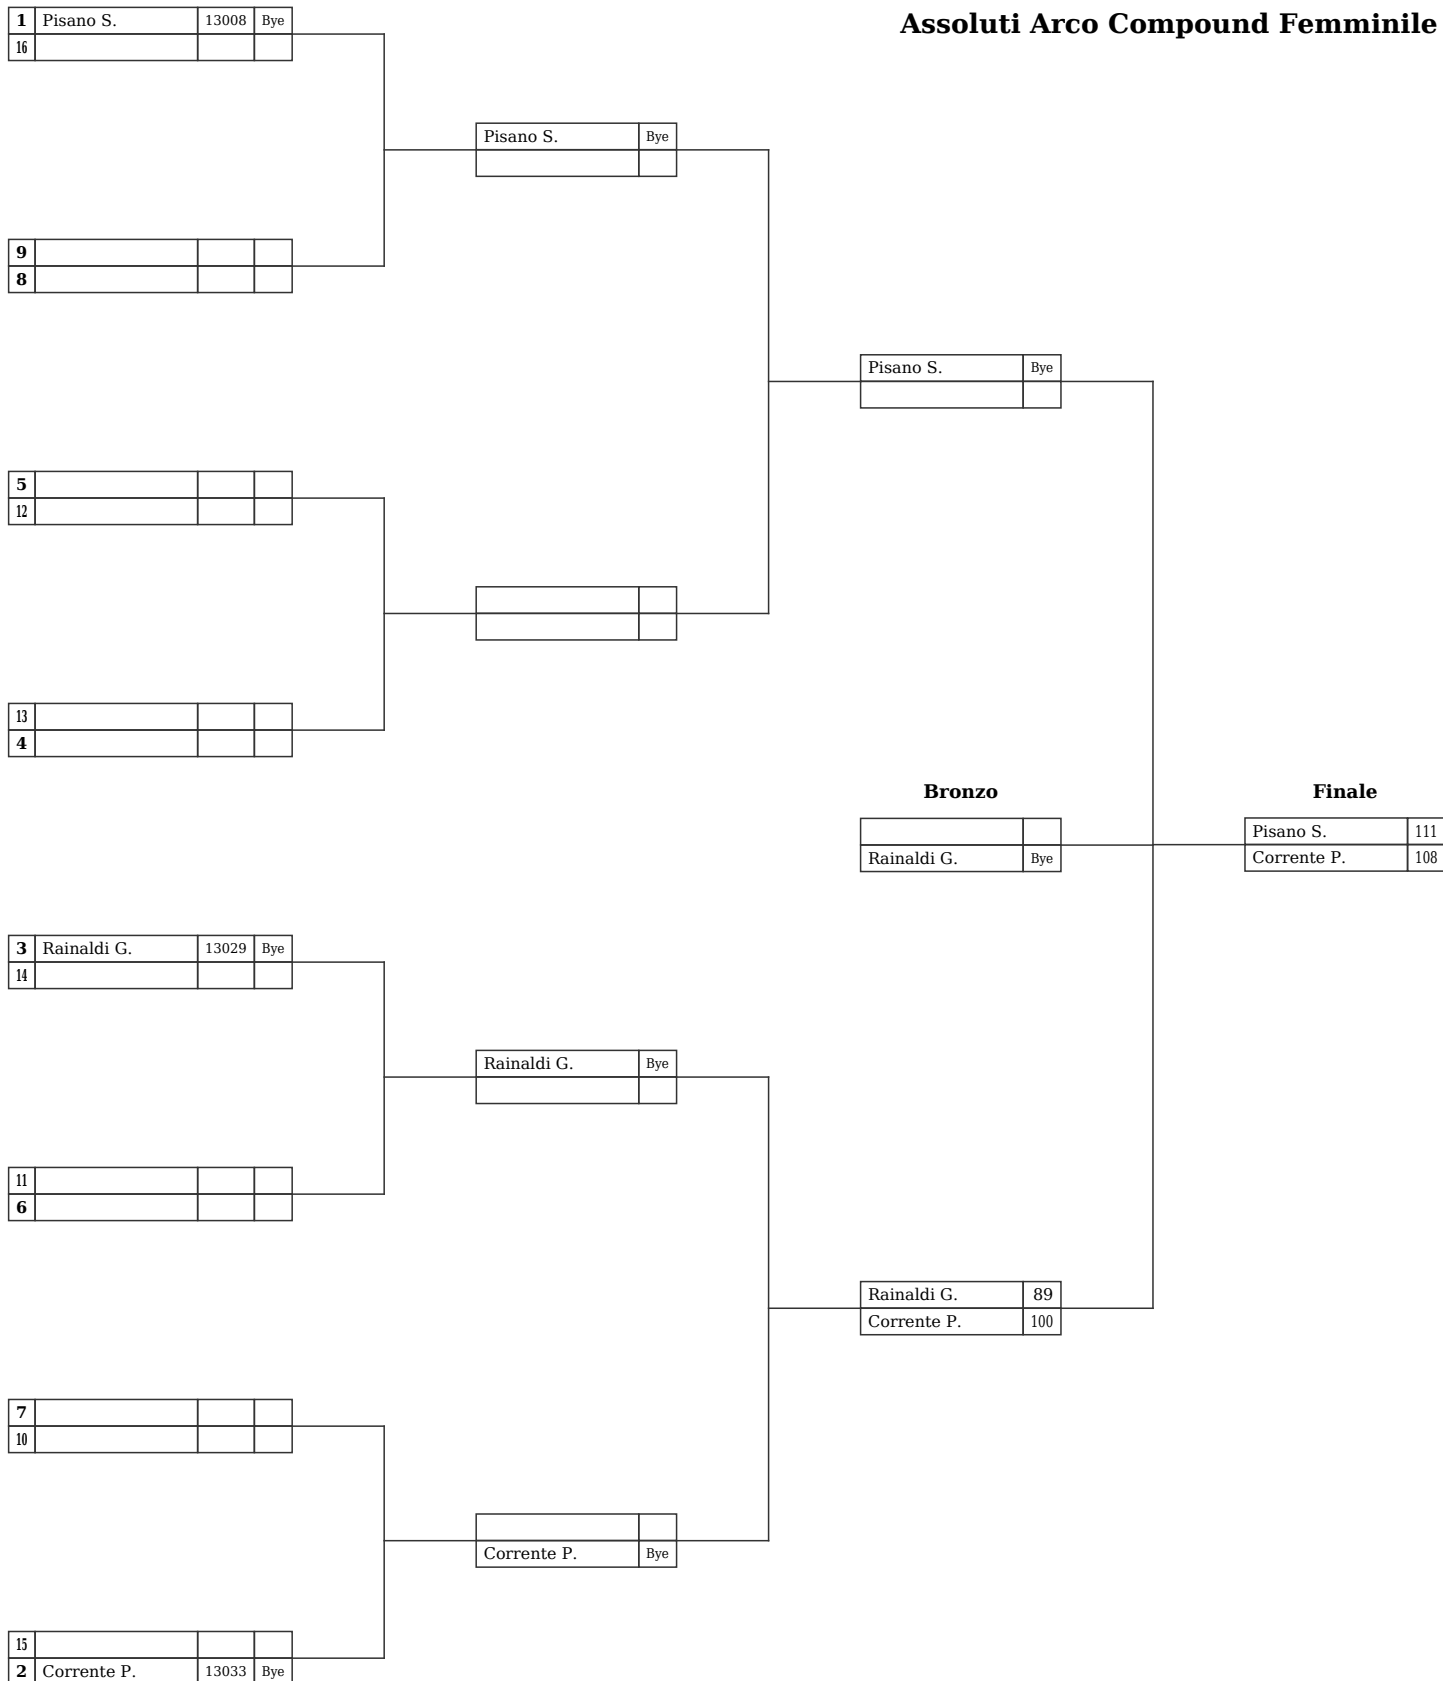 Assoluti Arco Compound Femminile
1 Pisano S. 13008 Bye
16
Pisano S. Bye
9
8
Pisano S. Bye
5
12
13
4
Bronzo
Finale
Rainaldi G. Bye
Pisano S. 111
Corrente P. 108
3 Rainaldi G. 13029 Bye
14
Rainaldi G. Bye
11
6
Rainaldi G. 89
Corrente P. 100
7
10
Corrente P. Bye
15
2 Corrente P. 13033 Bye